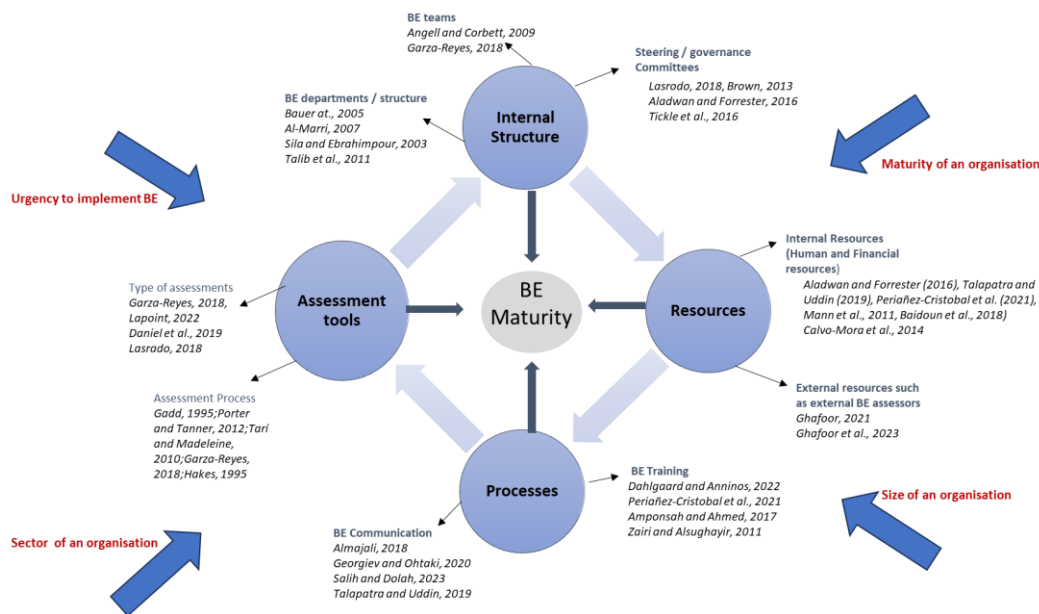 BE teams
Angell and Corbett, 2009
Garza-Reyes, 2018
Steering / governance
Committees
Lasrodo, 2018, Brown, 2013
Aladwan and Forrester, 2016
Tickle et al., 2016
BE departments / structure
Bauer at., 2005
Al-Marri, 2007
Sila and Ebrahimpour, 2003
Talib et al., 2011
Internal
Structure
Urgency to implement BE
Maturity of an organisation
Type of assessments
Garza-Reyes, 2018,
Lapoint, 2022
Daniel et al., 2019
Lasrado, 2018
Assessment
tools
BE
Maturity
Resources
Internal Resources
(Human and Financial
resources)
Aladwan and Forrester (2016), Talapatra and
Uddin (2019), Periañez-Cristobal et al. (2021),
Mann et al., 2011, Baidoun et al., 2018)
Calvo-Mora et al., 2014
Assessment Process
Gadd, 1995;Porter
and Tanner, 2012;Tarí
and Madeleine,
2010;Garza-Reyes,
2018;Hakes, 1995
External resources such
as external BE assessors
Ghafoor, 2021
Ghafoor et al., 2023
Processes
BE Training
Dahlgaard and Anninos, 2022
Periañez-Cristobal et al., 2021
Amponsah and Ahmed, 2017
Zairi and Alsughayir, 2011
BE Communication
Almajali, 2018
Georgiev and Ohtaki, 2020
Salih and Dolah, 2023
Talapatra and Uddin, 2019
Sector of an organisation
Size of an organisation